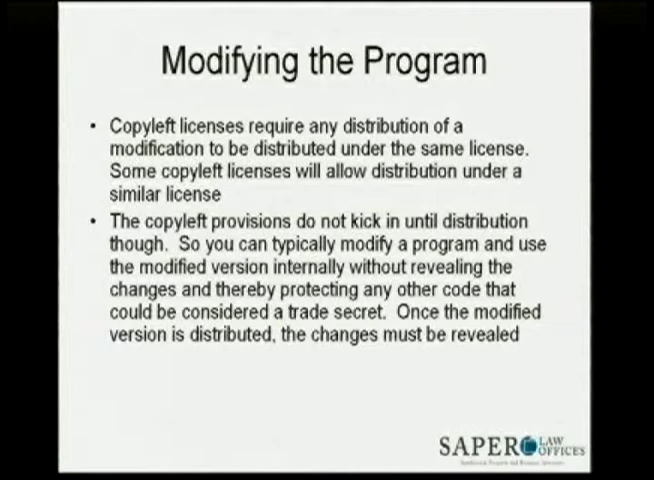 Modifying the Program
• Copyleft licenses require any distribution of a
modification to be distributed under the same license.
Some copyleft licenses will allow distribution under a
similar license
• The copyleft provisions do not kick in until distribution
though. So you can typically modify a program and use
the modified version internally without revealing the
changes and thereby protecting any other code that
could be considered a trade secret. Once the modified
version is distributed, the changes must be revealed
SAPER LAW
OFFICES